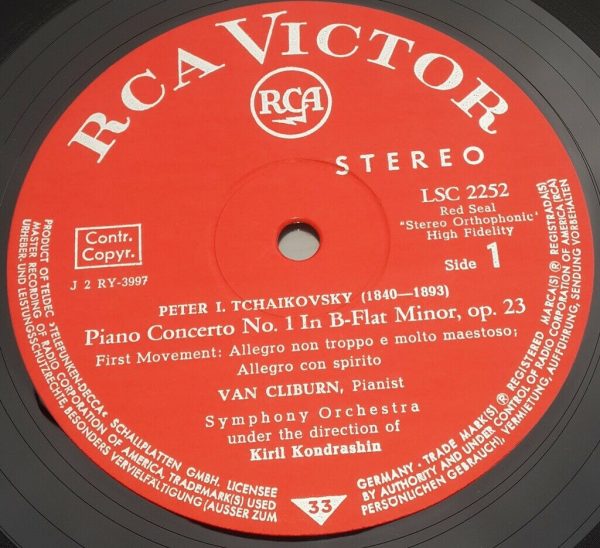 RCA VICTOR
RCA
STEREO
LSC 2252
Red Seal
"Stereo Orthophonic"
High Fidelity
Contr.
Copyr.
J 2 RY-3997
Side 1
PETER I. TCHAIKOVSKY (1840—1893)
Piano Concerto No. 1 In B-Flat Minor, op. 23
First Movement: Allegro non troppo e molto maestoso;
Allegro con spirito
VAN CLIBURN, Pianist
Symphony Orchestra
under the direction of
Kiril Kondrashin
33
PRODUCT OF TELDEC »TELEFUNKEN-DECCA« SCHALLPLATTEN GMBH. LICENSEE
MASTER RECORDING OF RADIO CORPORATION OF AMERICA, TRADEMARK(S) USED
URHEBER- UND LEISTUNGSSCHUTZRECHTE, BESONDERS VERVIELFÄLTIGUNG (AUSSER ZUM
GERMANY - TRADE MARK(S) ® REGISTERED MARCA(S) ® REGISTRADA(S)
BY AUTHORITY AND UNDER CONTROL OF RADIO CORPORATION OF AMERICA (RCA)
PERSÖNLICHEN GEBRAUCH), VERMIETUNG, AUFFÜHRUNG, SENDUNG VORBEHALTEN